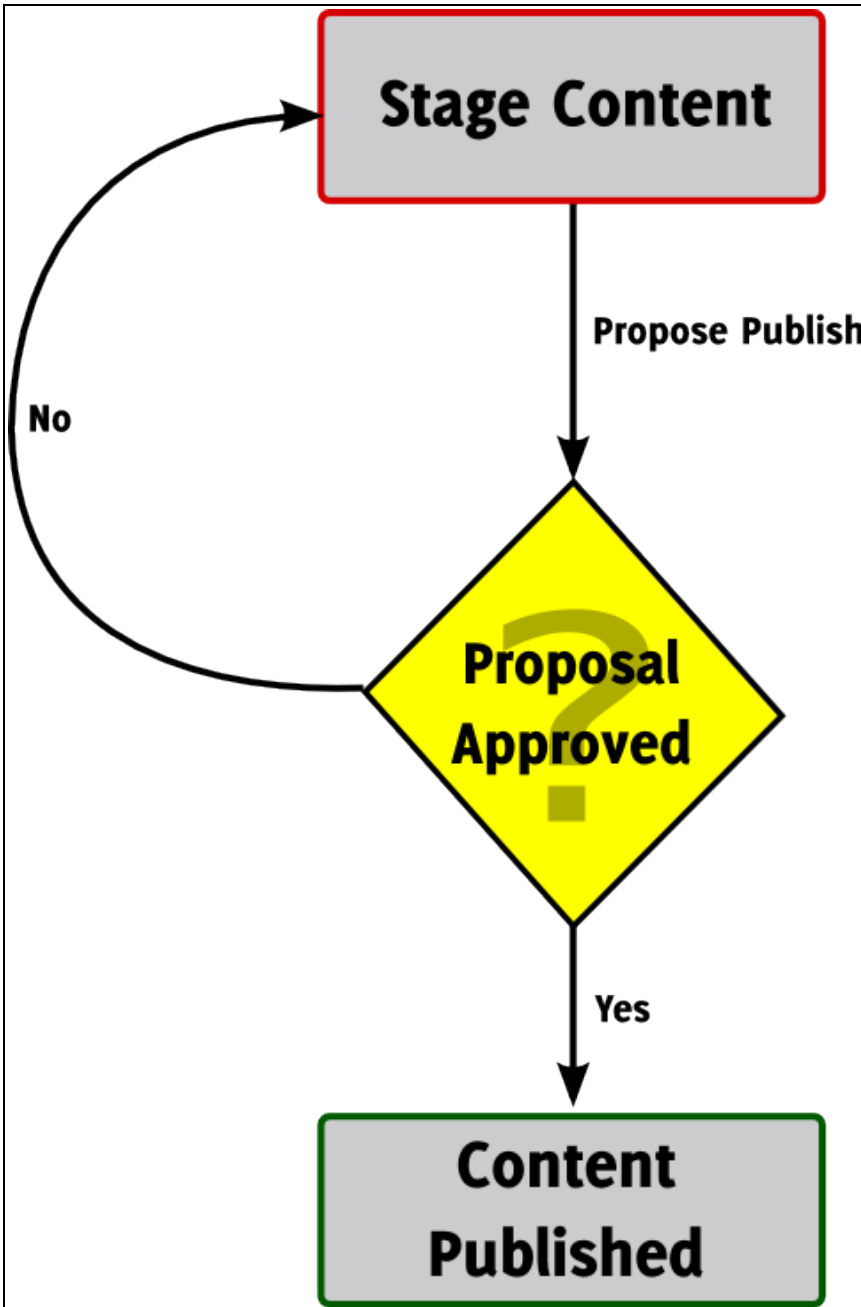 Stage Content
Propose Publish
No
?
Proposal
Approved
Yes
Content
Published